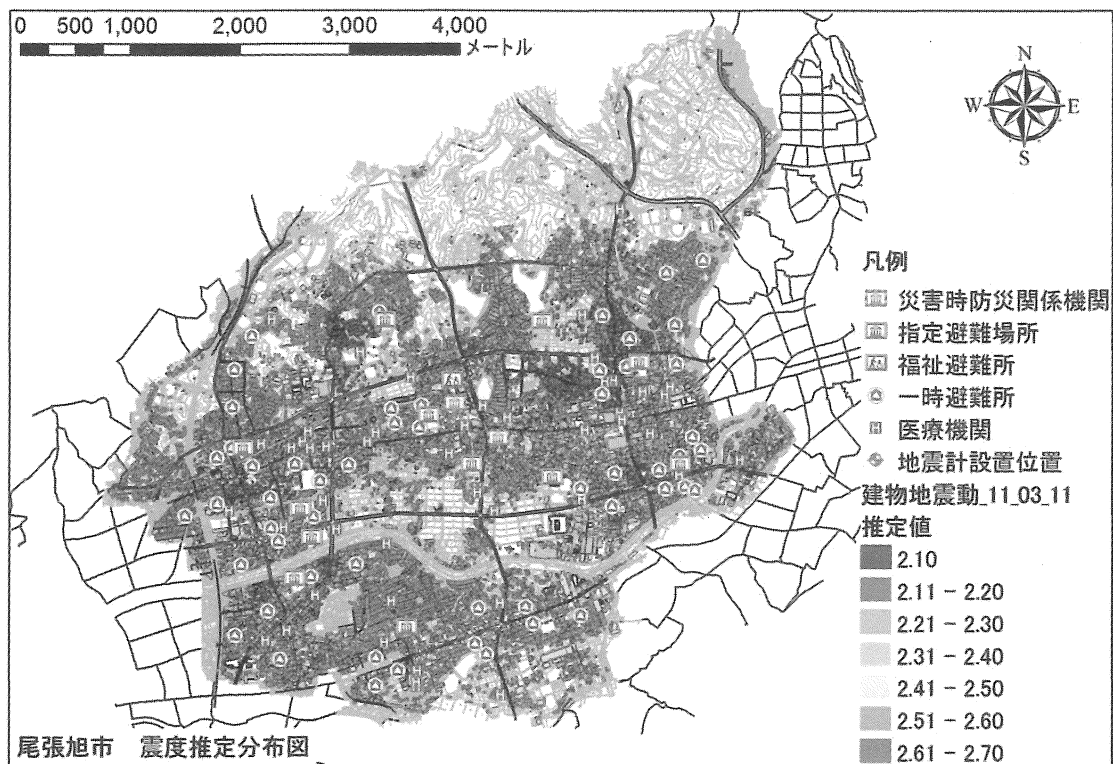 0 500 1,000 2,000 3,000 4,000
メートル
N
W E
S
凡例
災害時防災関係機関
指定避難場所
福祉避難所
一時避難所
医療機関
地震計設置位置
建物地震動_11_03_11
推定値
2.10
2.11 - 2.20
2.21 - 2.30
2.31 - 2.40
2.41 - 2.50
2.51 - 2.60
2.61 - 2.70
尾張旭市 震度推定分布図